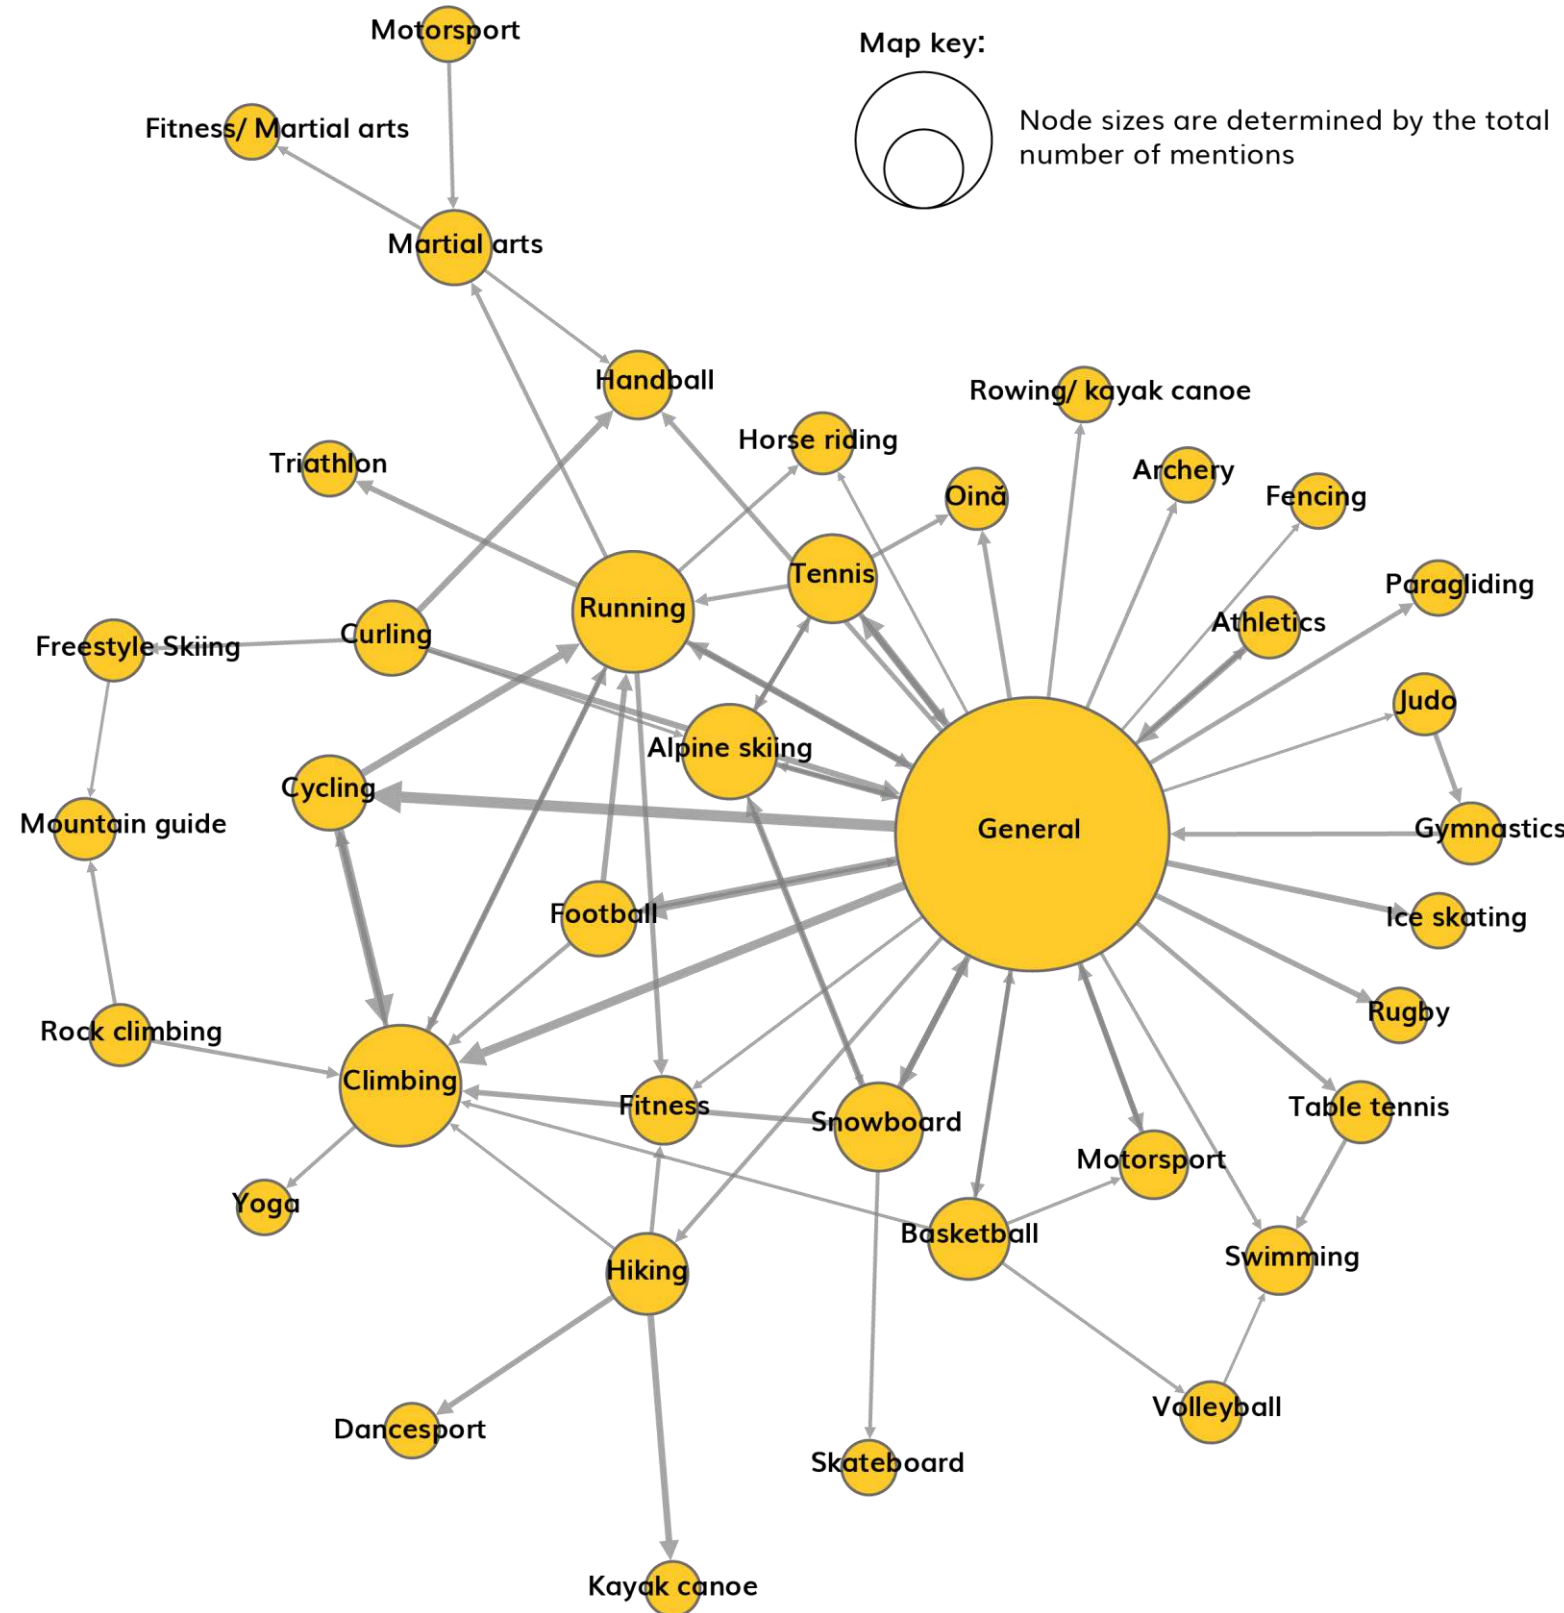 Motorsport
Map key:
Fitness/ Martial arts
Node sizes are determined by the total
number of mentions
Martial arts
Handball
Rowing/ kayak canoe
Horse riding
Triathlon
Archery
Oină
Fencing
Tennis
Paragliding
Running
Athletics
Curling
Freestyle Skiing
Judo
Alpine skiing
Cycling
Mountain guide
General
Gymnastics
Football
Ice skating
Rugby
Rock climbing
Climbing
Fitness
Snowboard
Table tennis
Motorsport
Yoga
Basketball
Swimming
Hiking
Volleyball
Dancesport
Skateboard
Kayak canoe